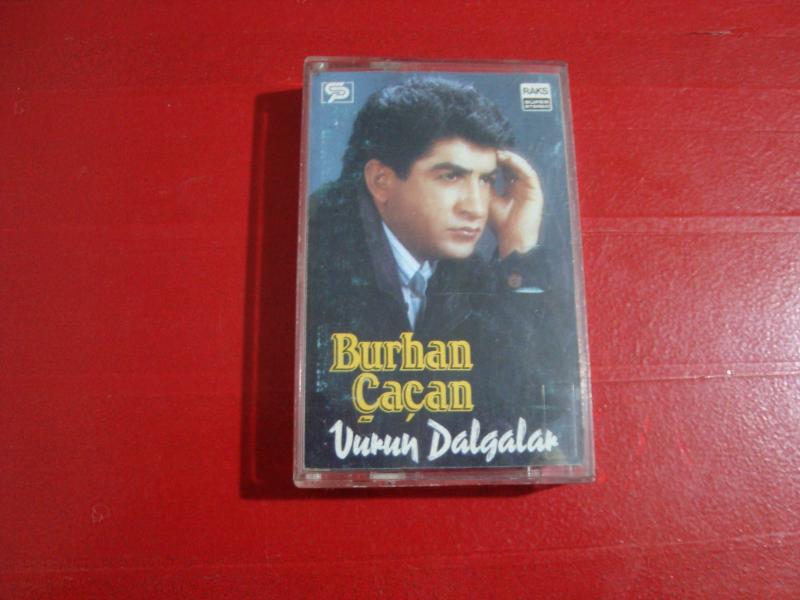 RAKS
SUPER
STEREO
Burhan
Çaçan
Vurun Dalgalar